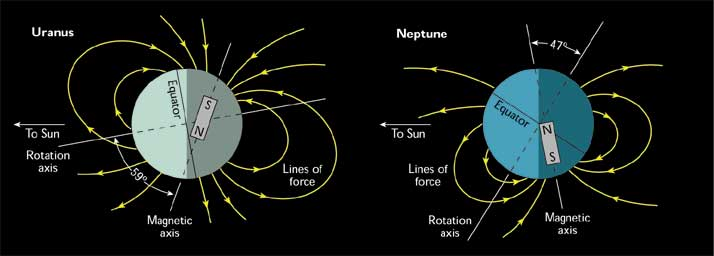 Uranus
Equator
S
N
To Sun
Rotation
axis
59°
Magnetic
axis
Lines of
force
Neptune
47°
Equator
N
S
To Sun
Lines of
force
Rotation
axis
Magnetic
axis